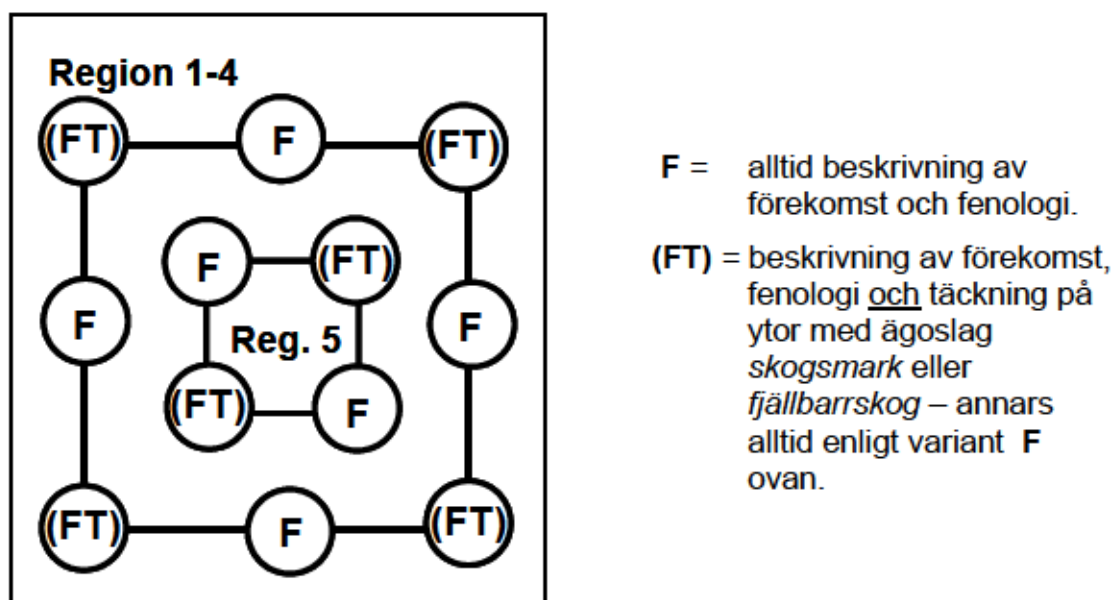 Region 1-4
(FT) F (FT)
F (FT)
F Reg. 5 F
(FT) F
(FT) F (FT)
F = alltid beskrivning av
förekomst och fenologi.
(FT) = beskrivning av förekomst,
fenologi och täckning på
ytor med ägoslag
skogsmark eller
fjällbarrskog – annars
alltid enligt variant F
ovan.